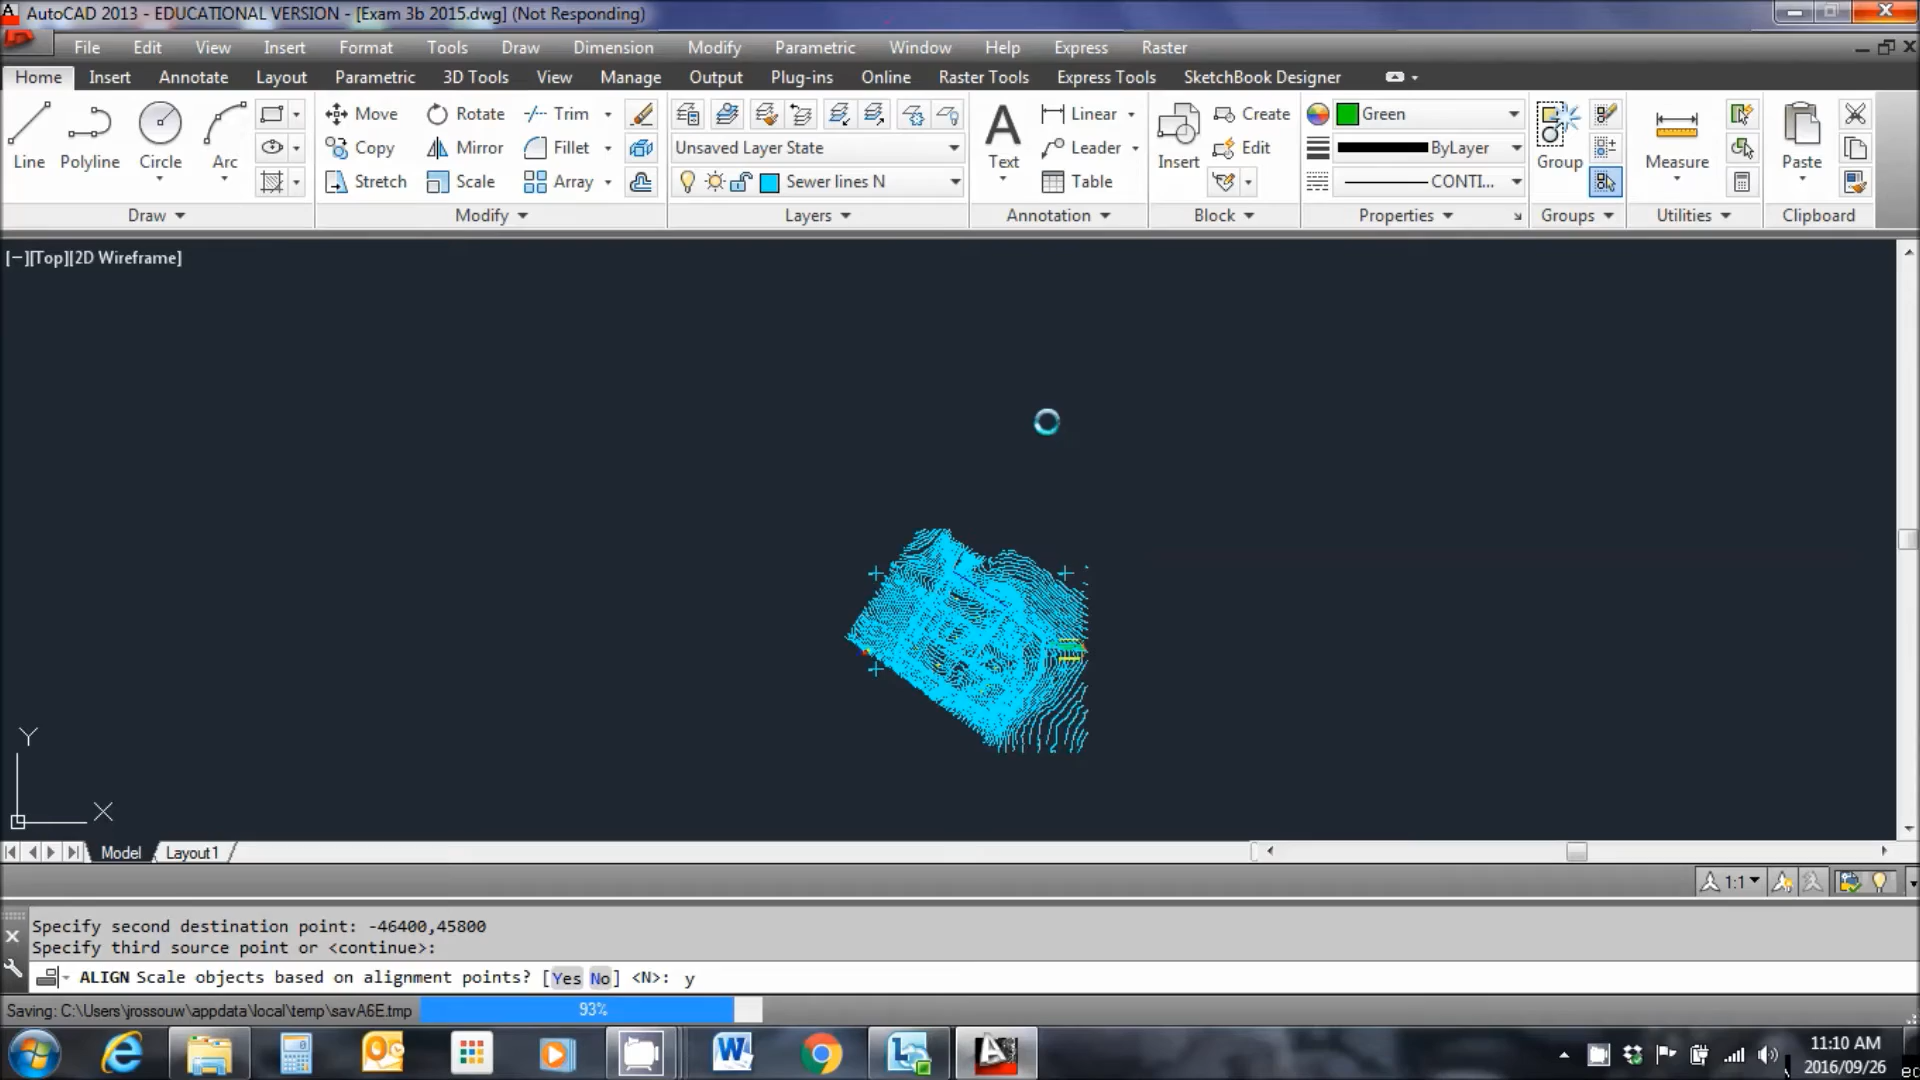 AutoCAD 2013 - EDUCATIONAL VERSION - [Exam 3b 2015.dwg] (Not Responding)
File Edit View Insert Format Tools Draw Dimension Modify Parametric Window Help Express Raster
Home Insert Annotate Layout Parametric 3D Tools View Manage Output Plug-ins Online Raster Tools Express Tools SketchBook Designer
Line Polyline Circle Arc
Draw
Move Rotate Trim
Copy Mirror Fillet
Stretch Scale Array
Modify
Unsaved Layer State
Sewer lines N
Layers
Text
Linear
Leader
Table
Annotation
Insert
Create
Edit
Block
Green
ByLayer
CONTI...
Properties
Group
Groups
Measure
Utilities
Paste
Clipboard
[−][Top][2D Wireframe]
Y
X
Model Layout1
1:1
Specify second destination point: -46400,45800
Specify third source point or <continue>:
ALIGN Scale objects based on alignment points? [Yes No] <N>: y
Saving: C:\Users\jrossouw\appdata\local\temp\savA6E.tmp 93%
11:10 AM
2016/09/26